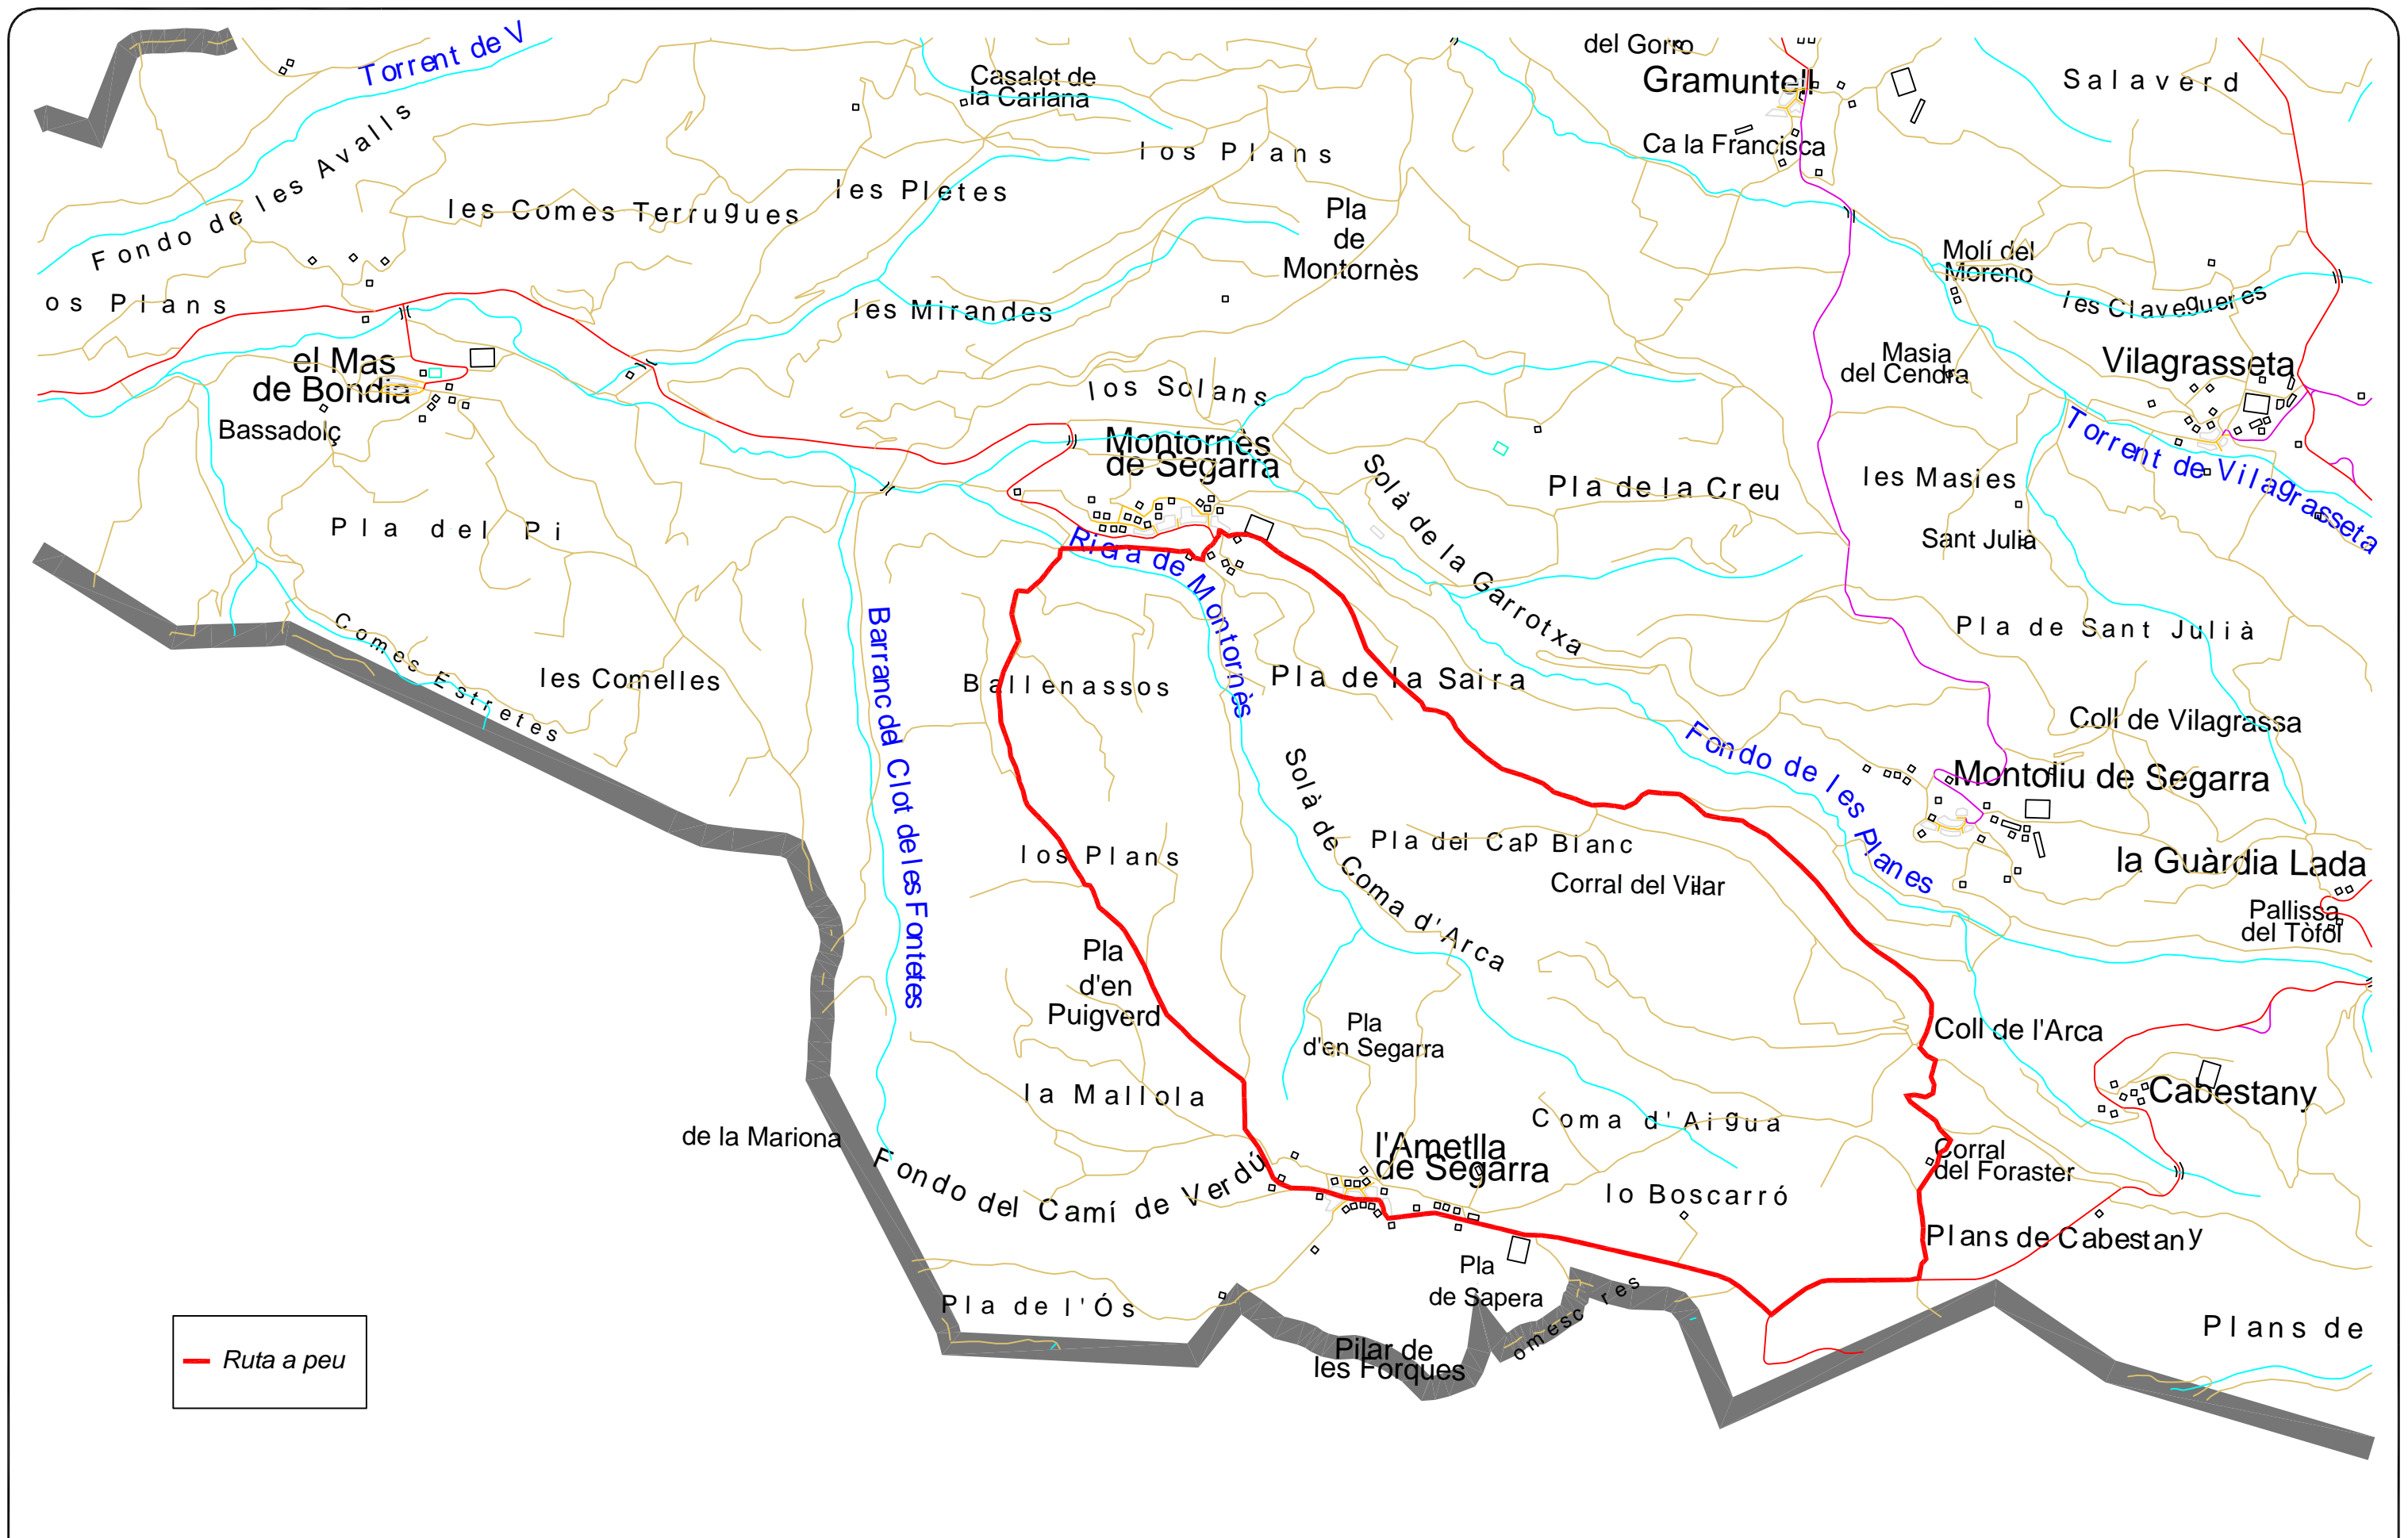 Torrent de V
del Gorro
Gramuntell
Salaverd
Casalot de
la Carlana
Fondo de les Avalls
Ca la Francisca
los Plans
les Pletes
les Comes Terrugues
Pla
de
Montornès
Molí del
Moreno
os Plans
les Mirandes
les Clavegueres
el Mas
de Bondia
Masia
del Cendra
Vilagrasseta
los Solans
Bassadolç
Montornès
de Segarra
Torrent de Vilagrasseta
Solà de la Garrotxa
Pla de la Creu
les Masies
Pla del Pi
Sant Julià
Riera de Montornès
Comes Estretes
Barranc del Clot de les Fontetes
Pla de Sant Julià
les Comelles
Ballenassos
Pla de la Saira
Coll de Vilagrassa
Fondo de les Planes
Solà de Coma d'Arca
Montoliu de Segarra
Pla del Cap Blanc
los Plans
la Guàrdia Lada
Corral del Vilar
Pallissa
del Tòfol
Pla
d'en
Puigverd
Pla
d'en Segarra
Coll de l'Arca
la Mallola
Cabestany
Coma d'Aigua
de la Mariona
l'Ametlla
de Segarra
Corral
del Foraster
Fondo del Camí de Verdú
lo Boscarró
Plans de Cabestany
Pla
de Sapera
Pla de l'Ós
omesc res
Plans de
Pilar de
les Forques
Ruta a peu